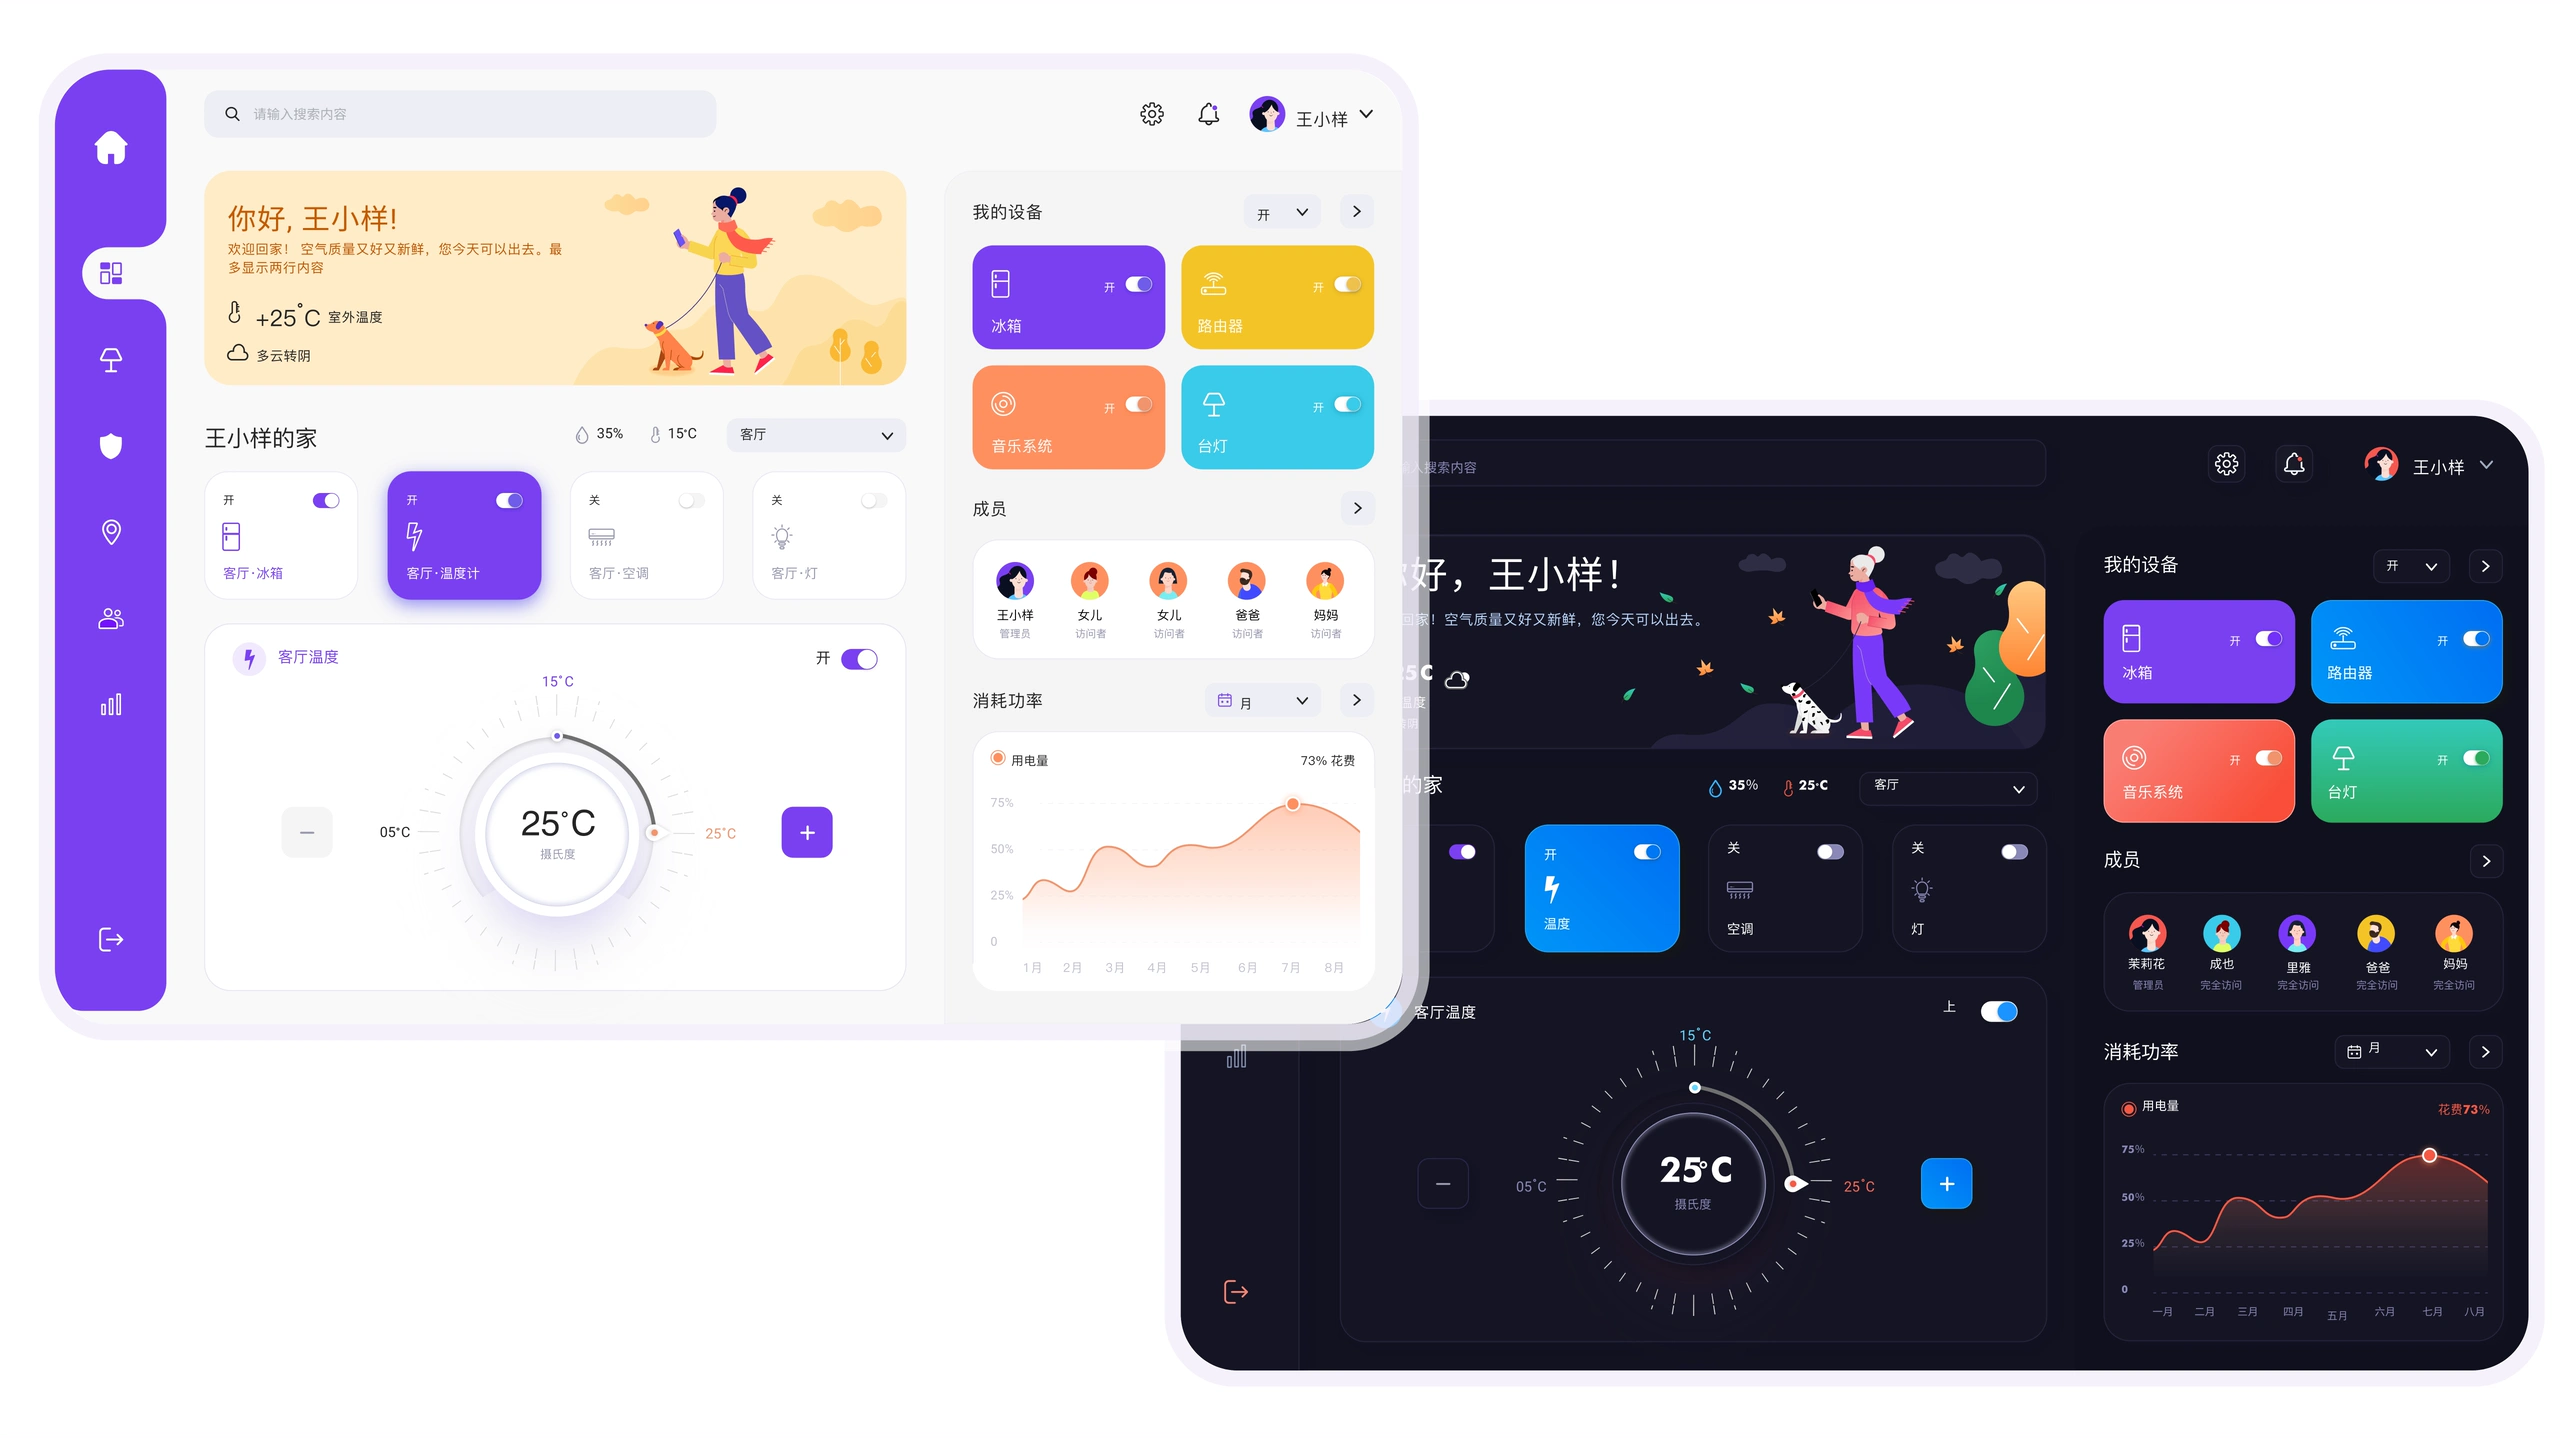 请输入搜索内容
王小样
你好, 王小样!
欢迎回家！ 空气质量又好又新鲜，您今天可以出去。最
多显示两行内容
+25°C 室外温度
多云转阴
王小样的家
35%
15°C
客厅
开
客厅·冰箱
开
客厅·温度计
关
客厅·空调
关
客厅·灯
客厅温度
开
15°C
05°C
25°C
摄氏度
25°C
我的设备
开
开
冰箱
开
路由器
开
音乐系统
开
台灯
成员
王小样
管理员
女儿
访问者
女儿
访问者
爸爸
访问者
妈妈
访问者
消耗功率
月
用电量
73% 花费
75%
50%
25%
0
1月 2月 3月 4月 5月 6月 7月 8月
搜索内容
王小样
好，王小样！
回家！空气质量又好又新鲜，您今天可以出去。
5C
温度
阴
的家
35%
25°C
客厅
开
温度
关
空调
关
灯
客厅温度
上
15°C
05°C
25°C
摄氏度
25°C
我的设备
开
开
冰箱
开
路由器
开
音乐系统
开
台灯
成员
茉莉花
管理员
成也
完全访问
里雅
完全访问
爸爸
完全访问
妈妈
完全访问
消耗功率
月
用电量
花费73%
75%
50%
25%
0
一月 二月 三月 四月 五月 六月 七月 八月